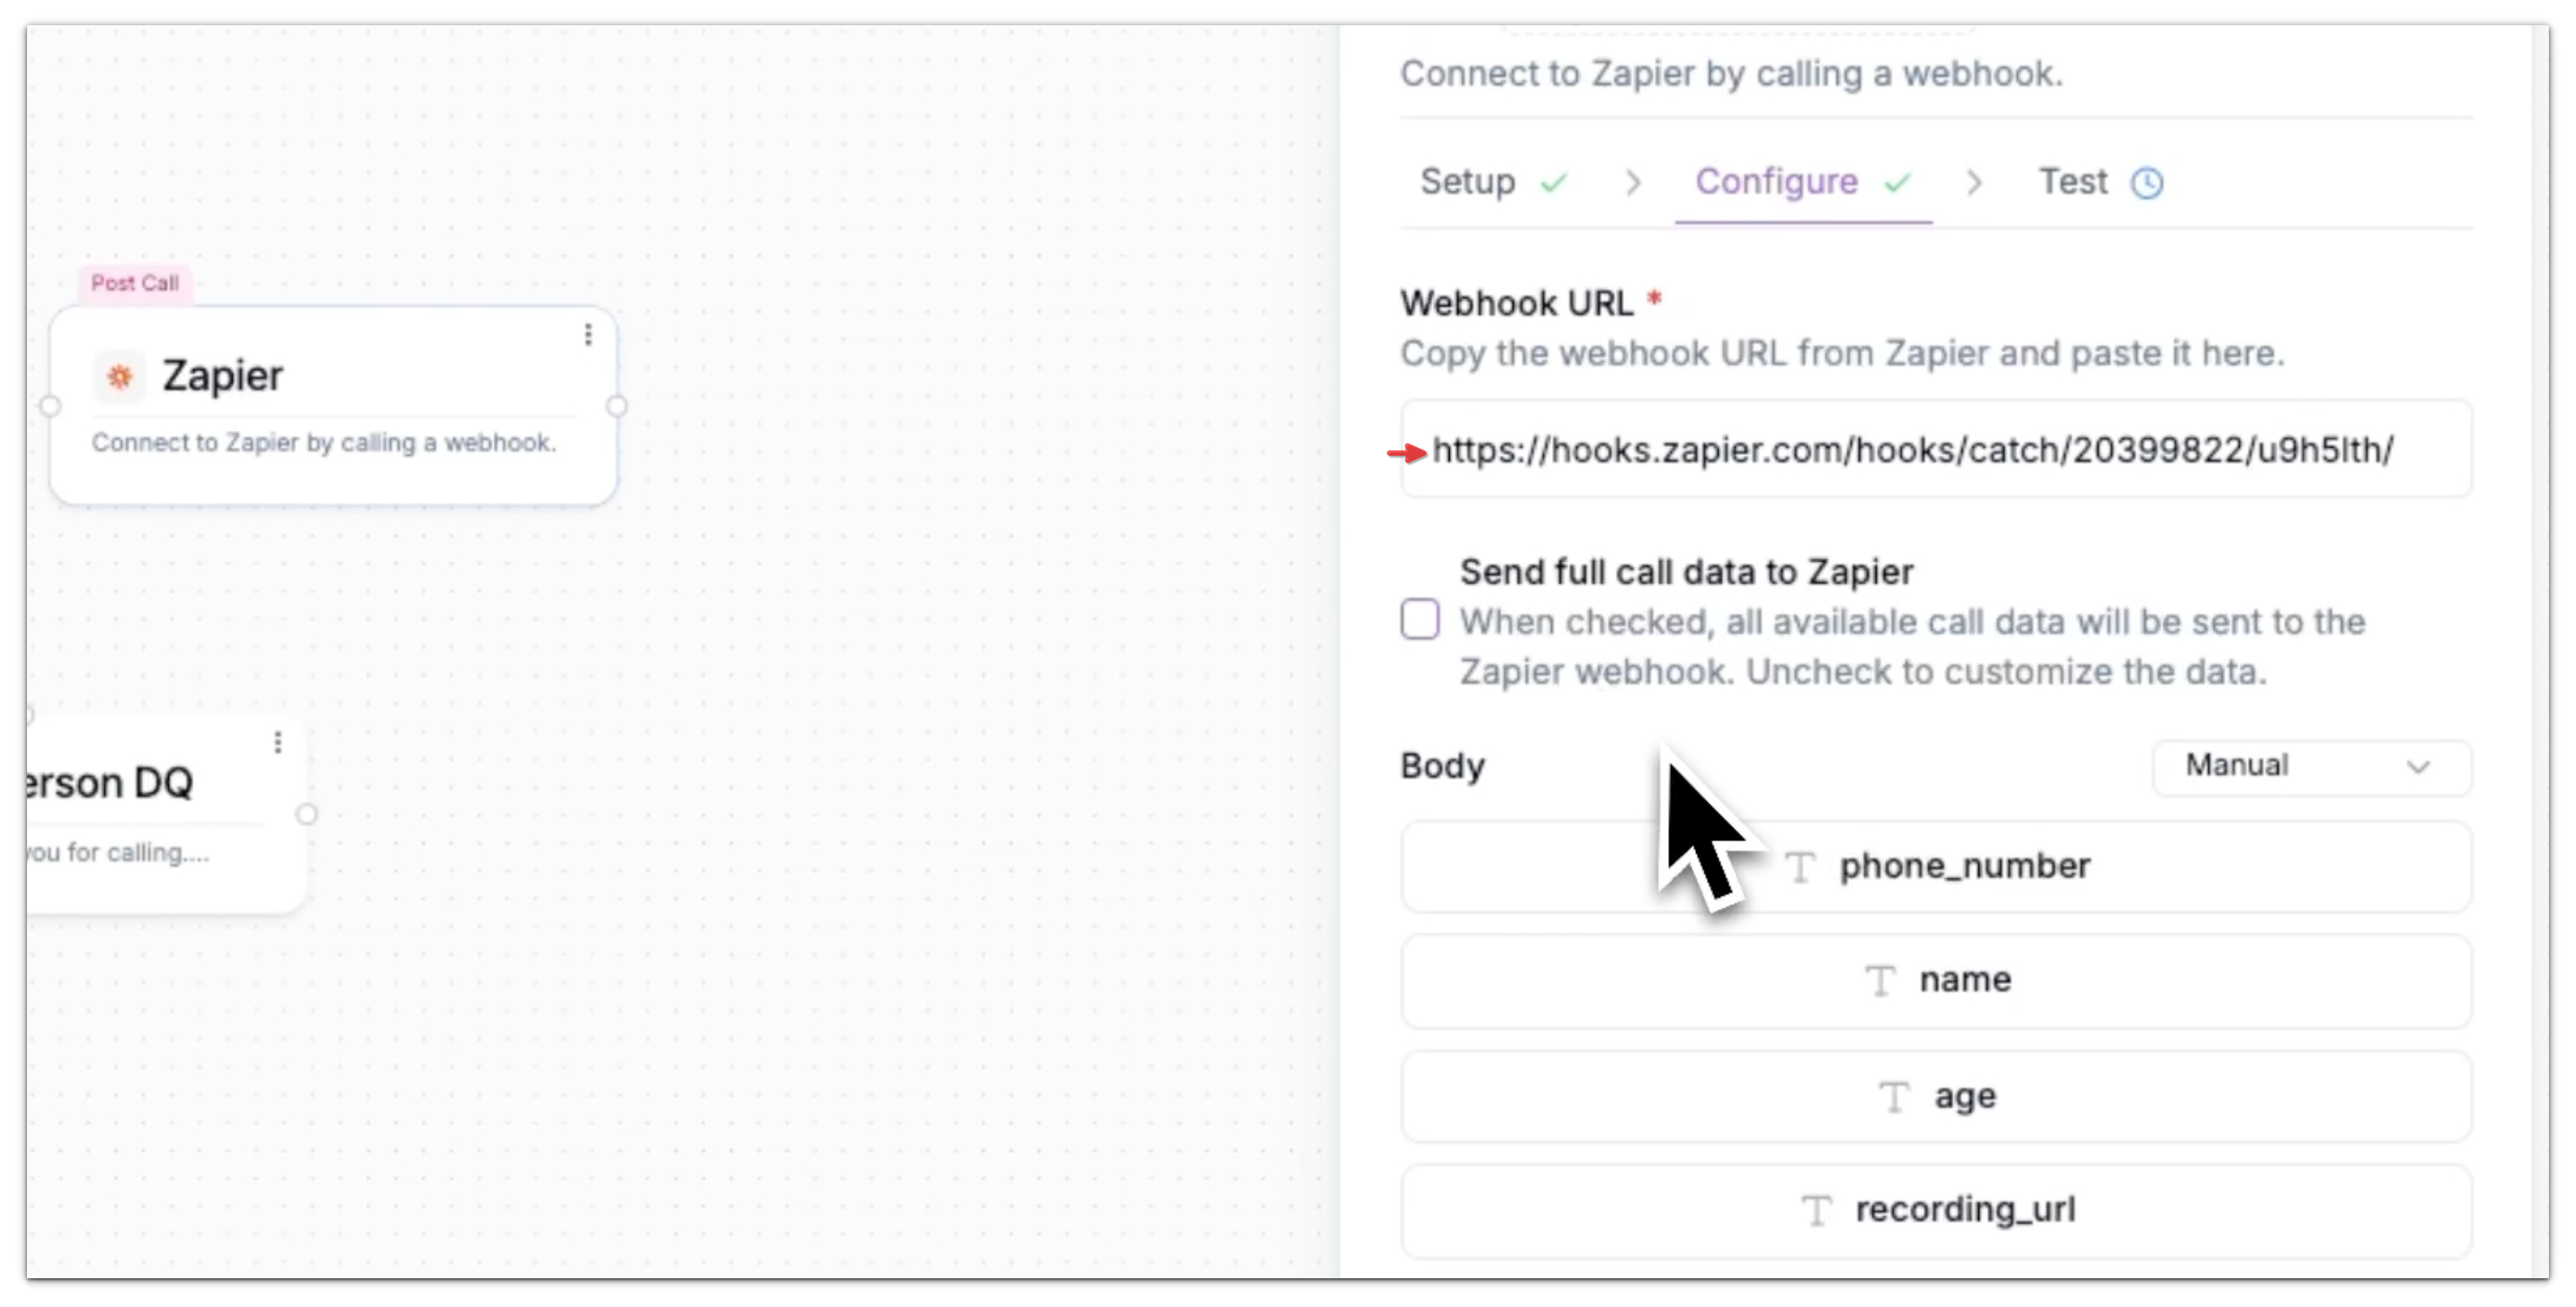 Connect to Zapier by calling a webhook.
Setup
Configure
Test
Post Call
Zapier
Connect to Zapier by calling a webhook.
Webhook URL *
Copy the webhook URL from Zapier and paste it here.
https://hooks.zapier.com/hooks/catch/20399822/u9h5lth/
Send full call data to Zapier
When checked, all available call data will be sent to the
Zapier webhook. Uncheck to customize the data.
erson DQ
you for calling....
Body
Manual
phone_number
name
age
recording_url